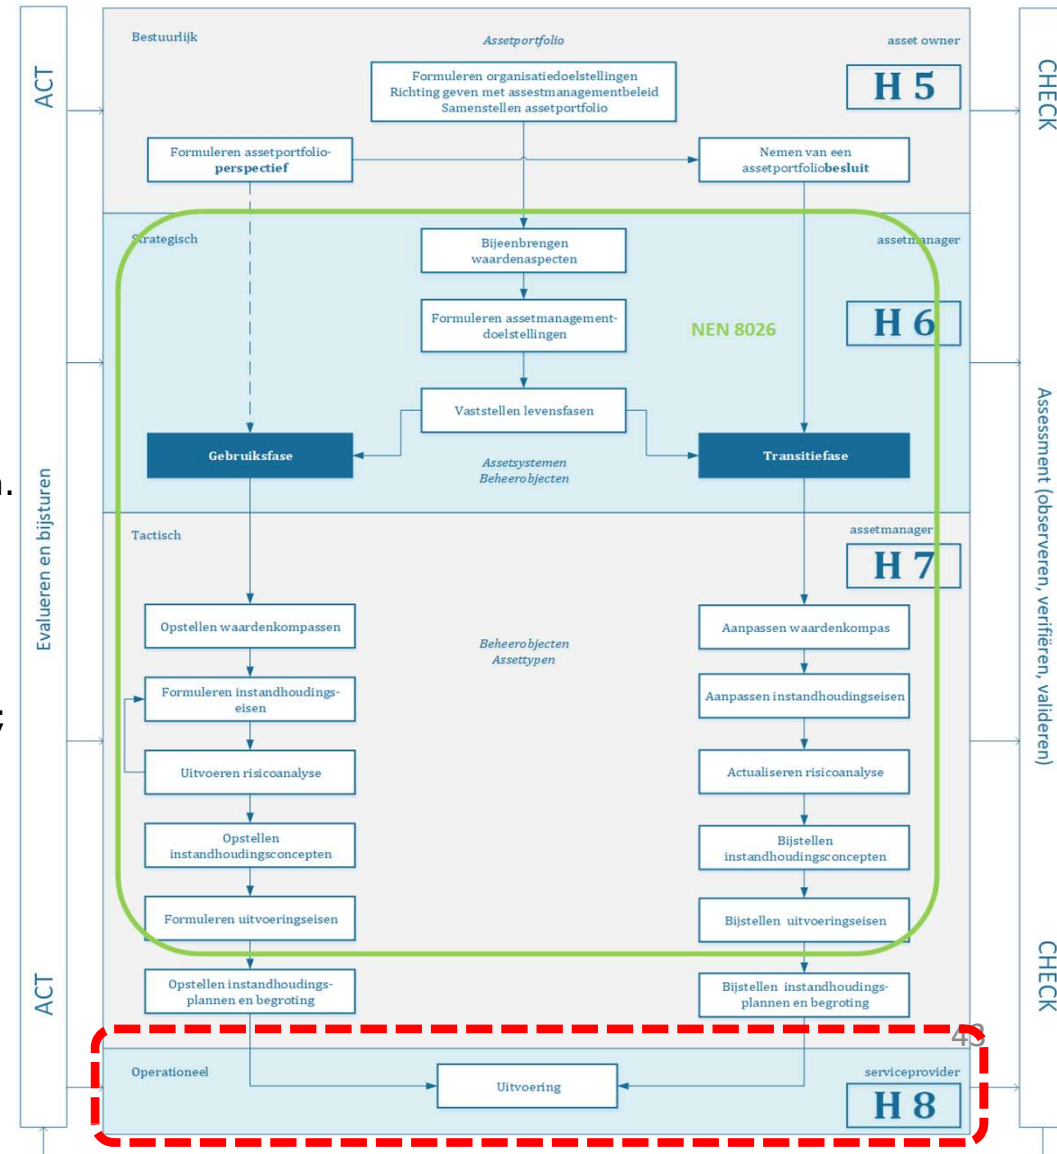 ACT
Evalueren en bijsturen
ACT
n.
;
Bestuurlijk
Assetportfolio
asset owner
H 5
Formuleren organisatiedoelstellingen
Richting geven met assestmanagementbeleid
Samenstellen assetportfolio
Formuleren assetportfolio-
perspectief
Nemen van een
assetportfoliobesluit
Strategisch
assetmanager
H 6
Bijeenbrengen
waardenaspecten
Formuleren assetmanagement-
doelstellingen
NEN 8026
Vaststellen levensfasen
Gebruiksfase
Transitiefase
Assetsystemen
Beheerobjecten
Tactisch
assetmanager
H 7
Opstellen waardenkompassen
Aanpassen waardenkompas
Beheerobjecten
Assettypen
Formuleren instandhoudings-
eisen
Aanpassen instandhoudingseisen
Uitvoeren risicoanalyse
Actualiseren risicoanalyse
Opstellen
instandhoudingsconcepten
Bijstellen
instandhoudingsconcepten
Formuleren uitvoeringseisen
Bijstellen uitvoeringseisen
Opstellen instandhoudings-
plannen en begroting
Bijstellen instandhoudings-
plannen en begroting
43
Operationeel
serviceprovider
H 8
Uitvoering
CHECK
Assessment (observeren, verifiëren, valideren)
CHECK